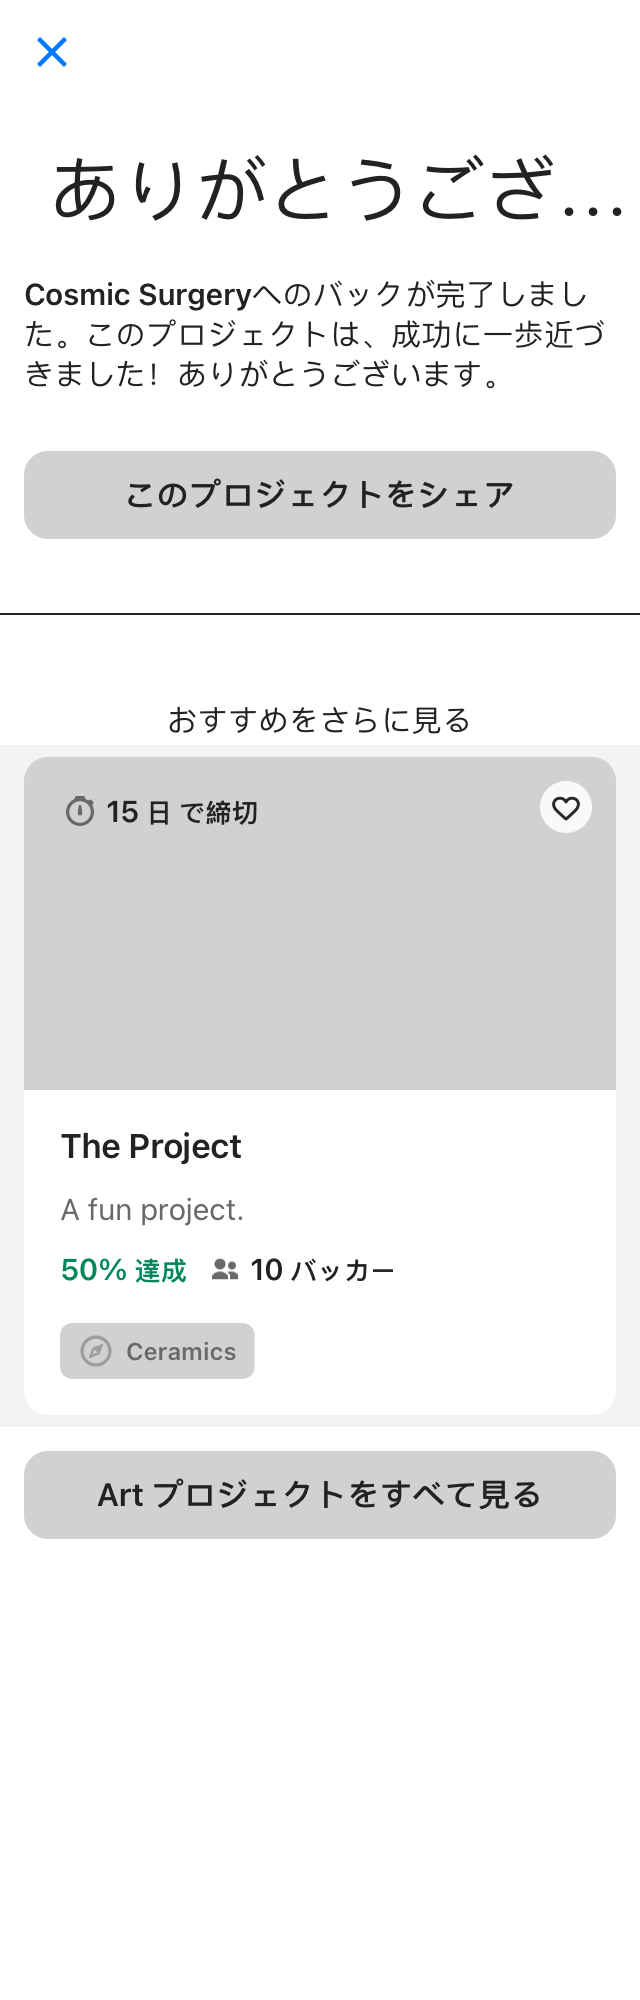 ありがとうござ...
Cosmic Surgeryへのバックが完了しまし
た。このプロジェクトは、成功に一歩近づ
きました！ありがとうございます。
このプロジェクトをシェア
おすすめをさらに見る
15 日 で締切
The Project
A fun project.
50% 達成 10 バッカー
Ceramics
Art プロジェクトをすべて見る